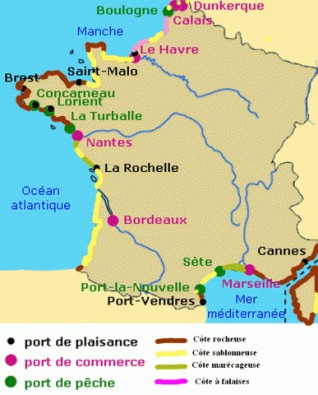 Dunkerque
Boulogne
Calais
Manche
Le Havre
Saint-Malo
Brest
Concarneau
Lorient
La Turballe
Nantes
La Rochelle
Océan
atlantique
Bordeaux
Cannes
Sète
Marseille
Port-la-Nouvelle
Port-Vendres
Mer
méditerranée
port de plaisance
port de commerce
port de pêche
Côte rocheuse
Côte sablonneuse
Côte marécageuse
Côte à falaises